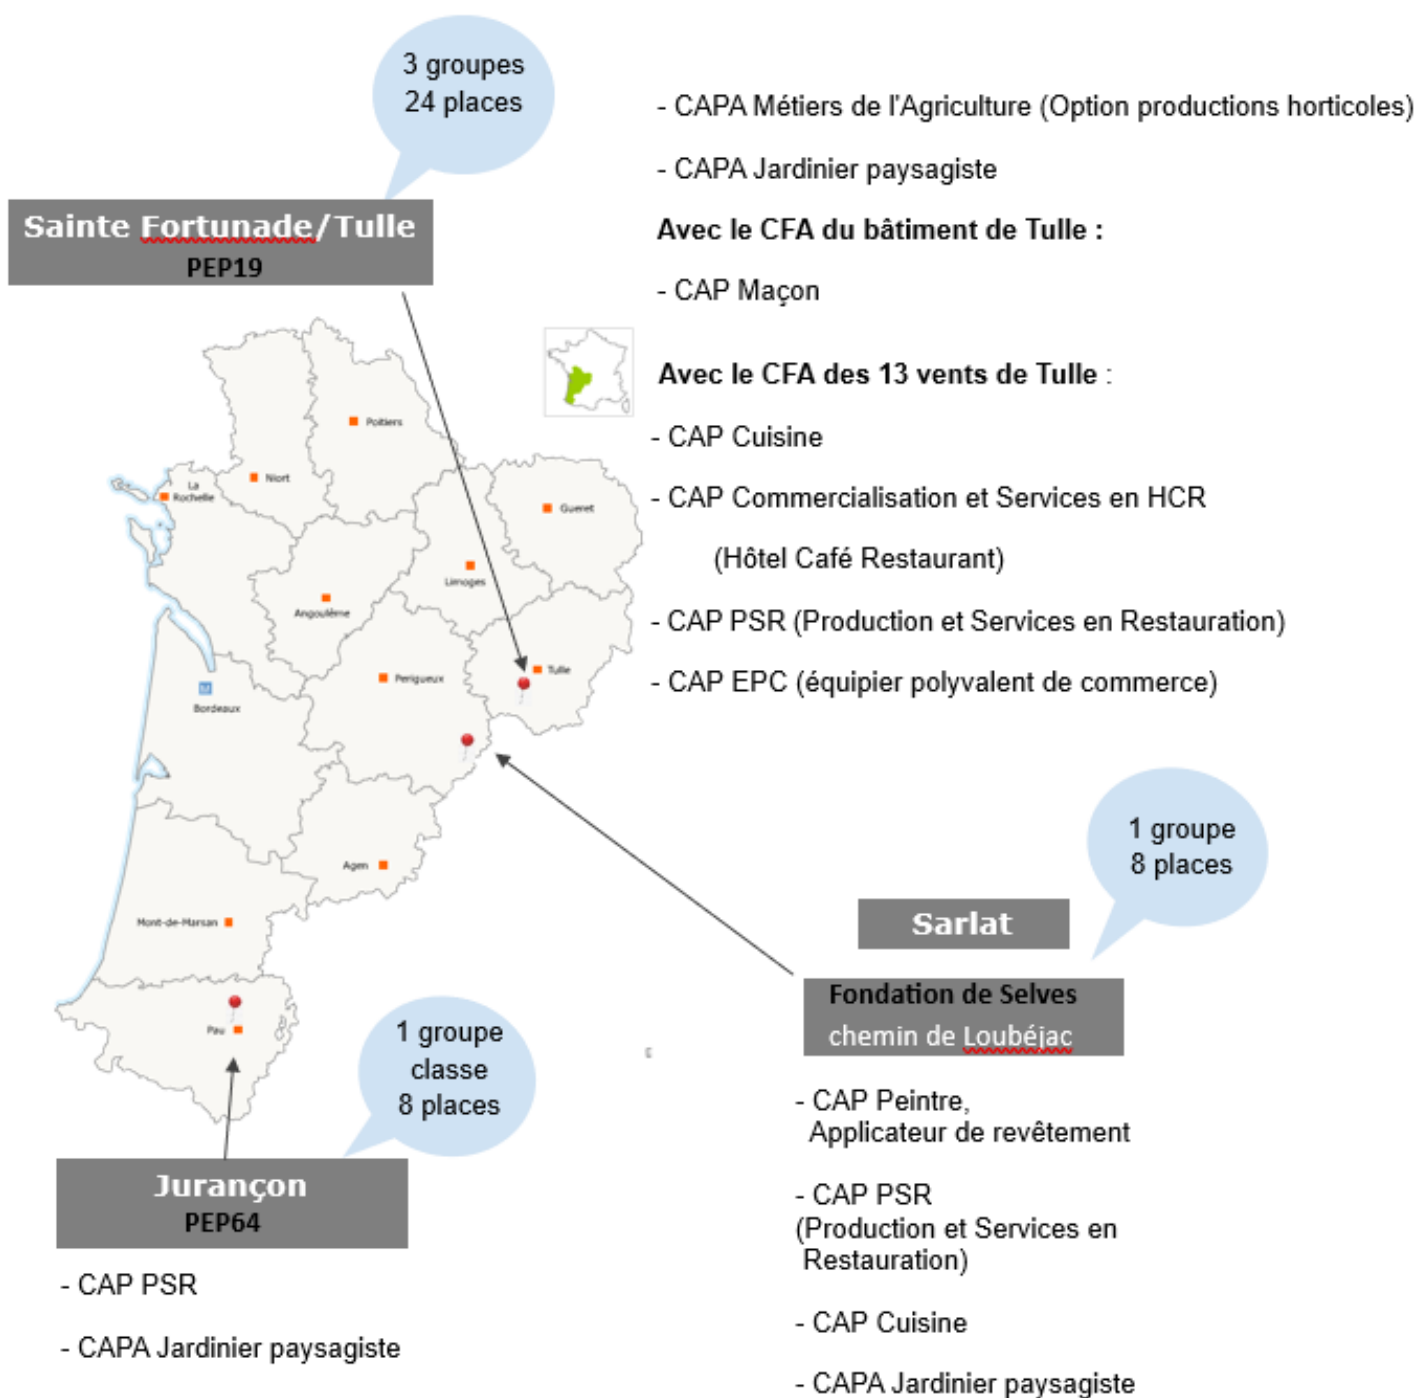 3 groupes
24 places
Sainte Fortunade/Tulle
PEP19
- CAPA Métiers de l'Agriculture (Option productions horticoles)
- CAPA Jardinier paysagiste
Avec le CFA du bâtiment de Tulle :
- CAP Maçon
Avec le CFA des 13 vents de Tulle :
- CAP Cuisine
- CAP Commercialisation et Services en HCR
(Hôtel Café Restaurant)
- CAP PSR (Production et Services en Restauration)
- CAP EPC (équipier polyvalent de commerce)
Poitiers
Niort
La
Rochelle
Gueret
Limoges
Angoulême
Tulle
Perigueux
Bordeaux
Agen
Mont-de-Marsan
Pau
1 groupe
8 places
Sarlat
Fondation de Selves
chemin de Loubéjac
- CAP Peintre,
Applicateur de revêtement
- CAP PSR
(Production et Services en
Restauration)
- CAP Cuisine
- CAPA Jardinier paysagiste
1 groupe
classe
8 places
Jurançon
PEP64
- CAP PSR
- CAPA Jardinier paysagiste